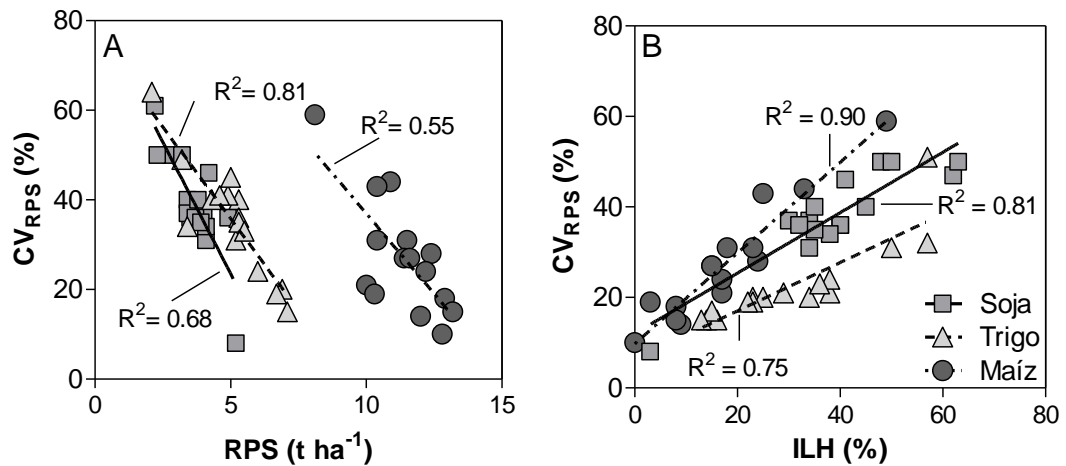 A
80
60
40
20
0
CV_RPS (%)
R²= 0.81
R²= 0.55
R²= 0.68
0 5 10 15
RPS (t ha⁻¹)
B
80
60
40
20
0
CV_RPS (%)
R²= 0.90
R²= 0.81
R² = 0.75
Soja
Trigo
Maíz
0 20 40 60 80
ILH (%)